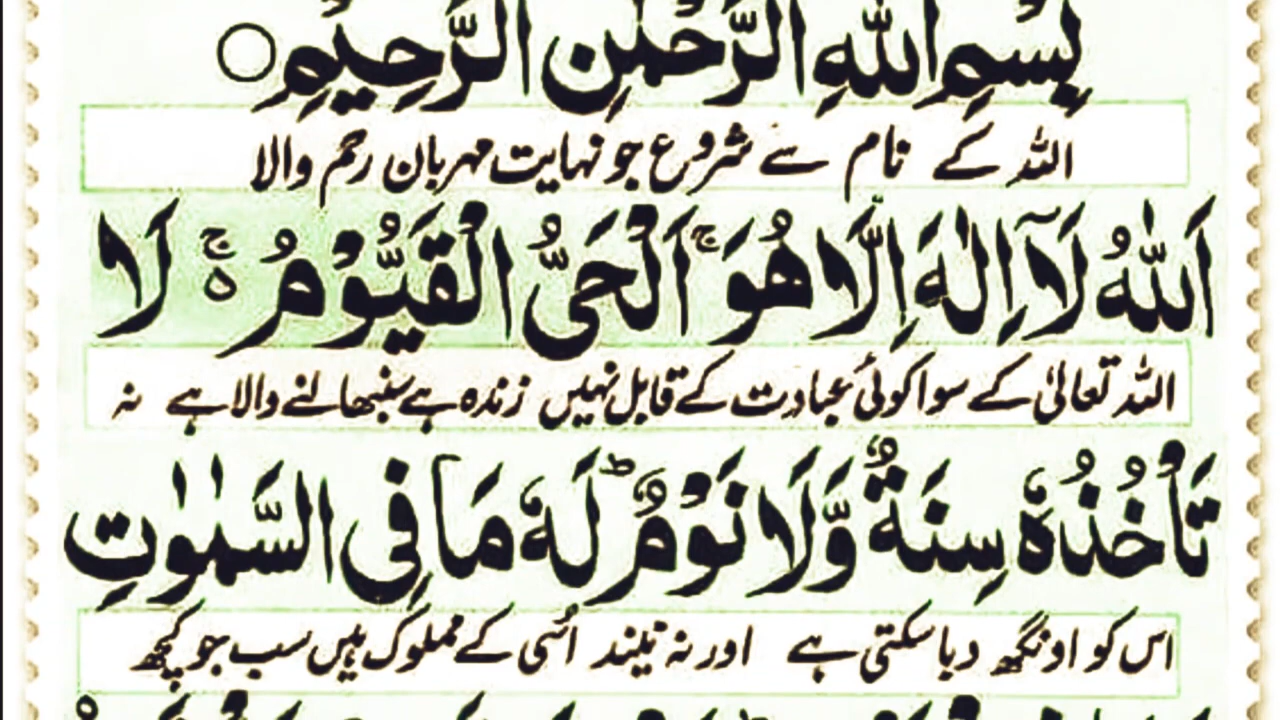 بِسْمِ اللّٰهِ الرَّحْمٰنِ الرَّحِيْمِ ○
اللہ کے نام سے شروع جو نہایت مہربان رحم والا
اَللّٰهُ لَآ اِلٰهَ اِلَّا هُوَ ۚ اَلْحَیُّ الْقَیُّوْمُ ۬ۚ لَا
اللہ تعالیٰ کے سوا کوئی عبادت کے قابل نہیں زندہ ہے سنبھالنے والا ہے نہ
تَاْخُذُهٗ سِنَةٌ وَّلَا نَوْمٌ ؕ لَهٗ مَا فِی السَّمٰوٰتِ
اس کو اونگھ دبا سکتی ہے اور نہ نیند اسُی کے مملوک ہیں سب جو کچھ